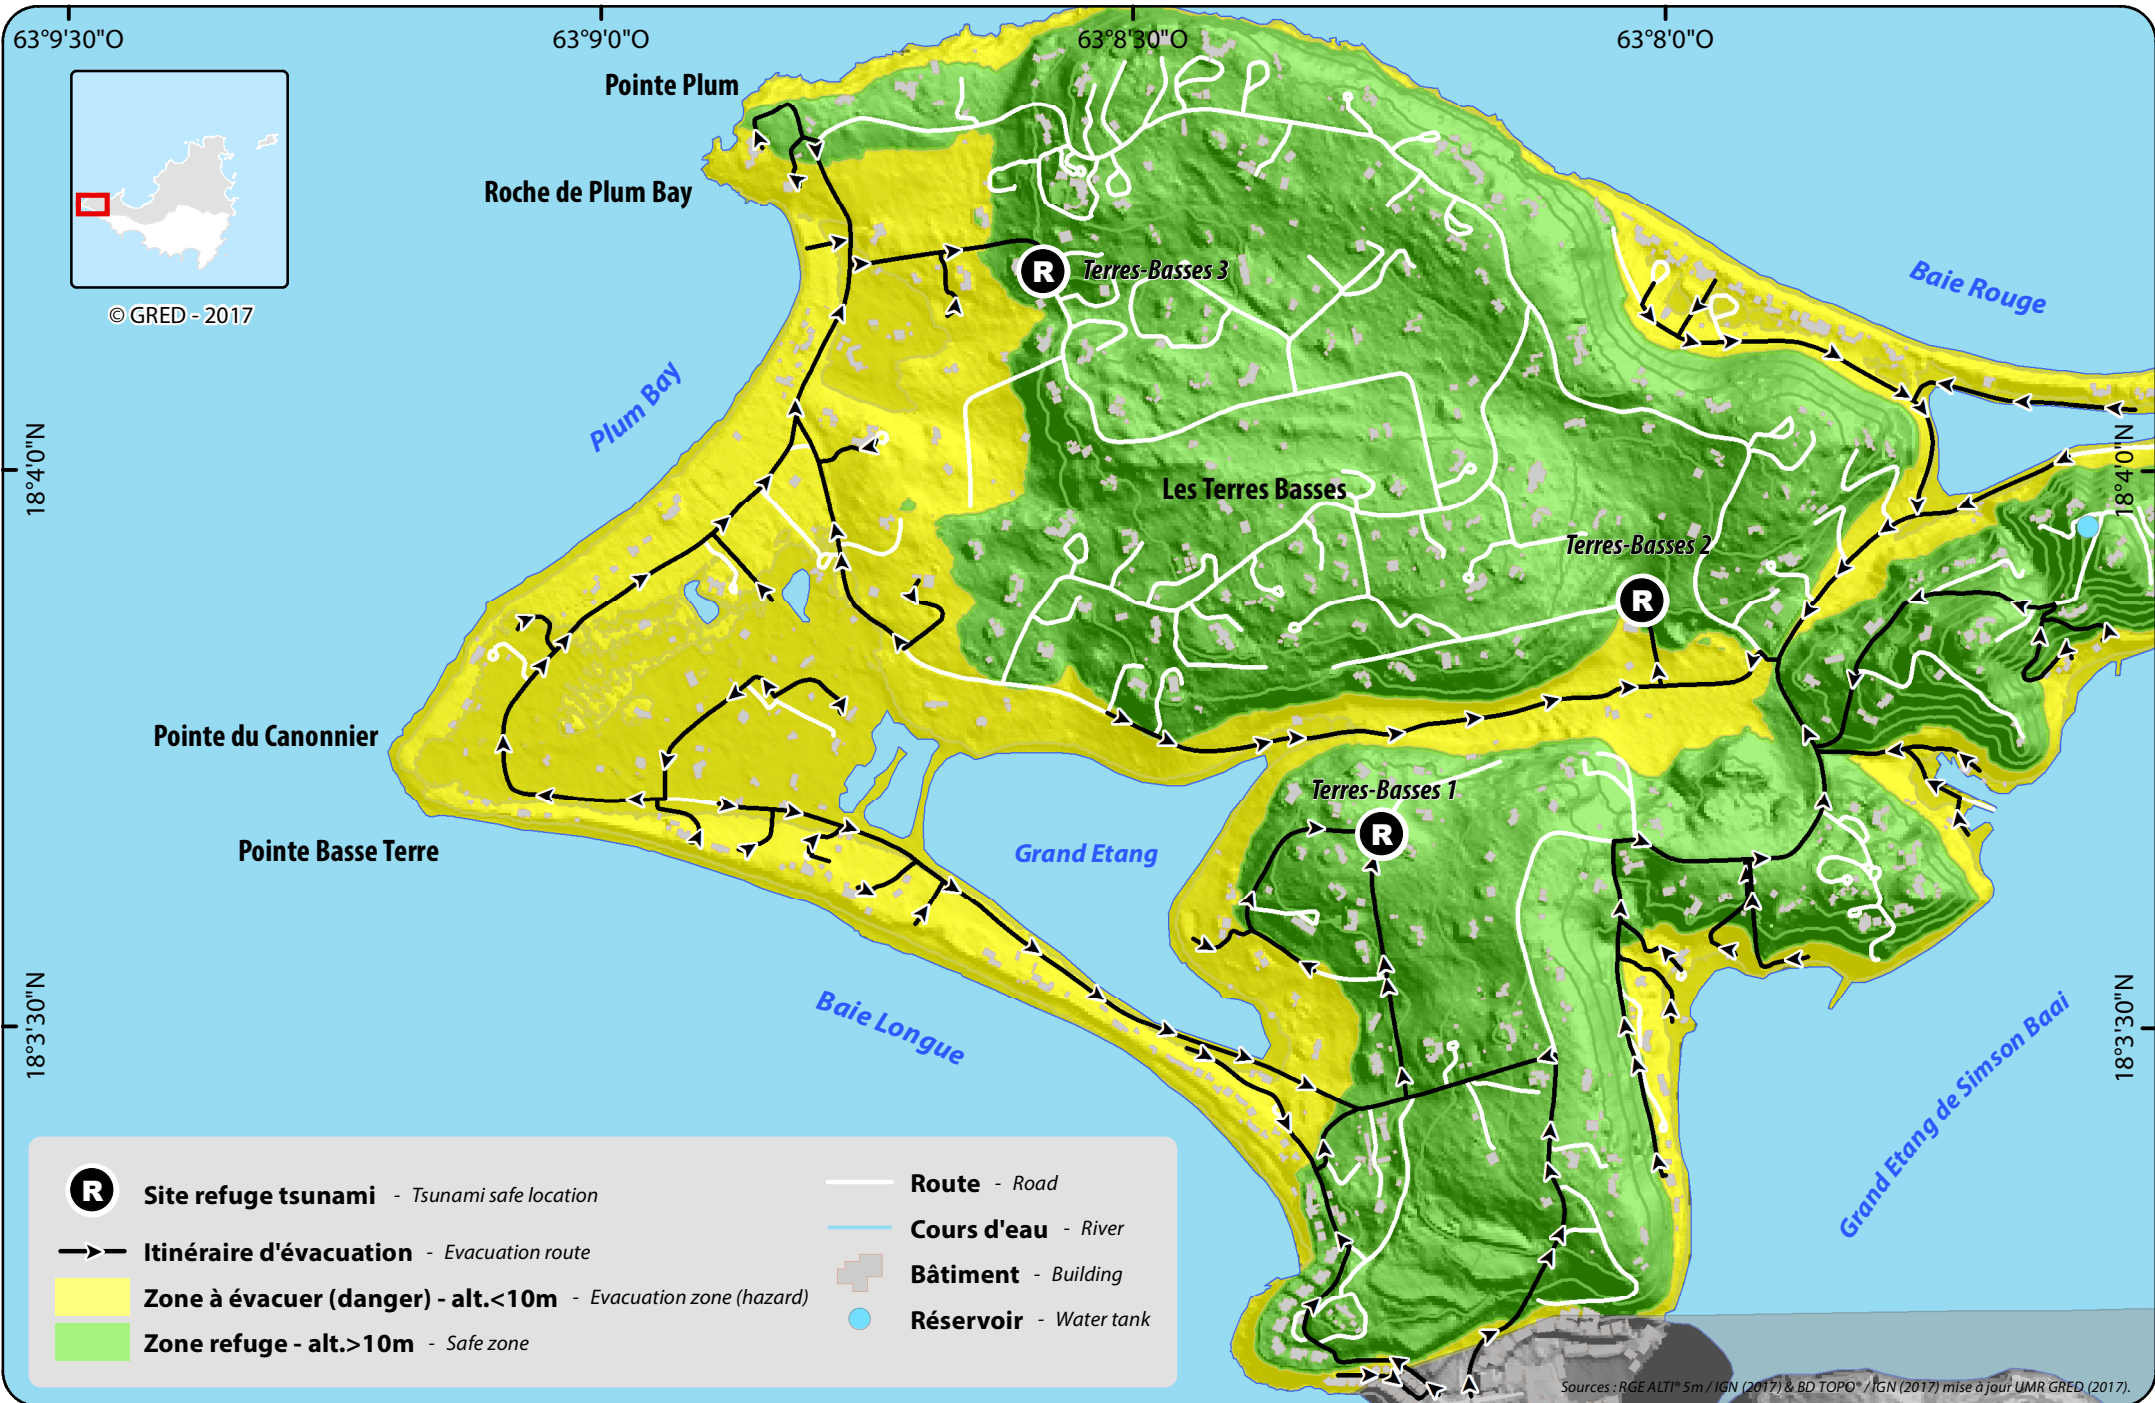 63°9'30"O
63°9'0"O
63°8'30"O
63°8'0"O
Pointe Plum
Roche de Plum Bay
R
Terres-Basses 3
Baie Rouge
© GRED - 2017
Plum Bay
18°4'0"N
18°4'0"N
Les Terres Basses
Terres-Basses 2
R
Pointe du Canonnier
Terres-Basses 1
R
Pointe Basse Terre
Grand Etang
Baie Longue
18°3'30"N
18°3'30"N
Grand Etang de Simson Baai
R
Site refuge tsunami - Tsunami safe location
Itinéraire d'évacuation - Evacuation route
Zone à évacuer (danger) - alt.<10m - Evacuation zone (hazard)
Zone refuge - alt.>10m - Safe zone
Route - Road
Cours d'eau - River
Bâtiment - Building
Réservoir - Water tank
Sources : RGE ALTI® 5m / IGN (2017) & BD TOPO® / IGN (2017) mise à jour UMR GRED (2017).